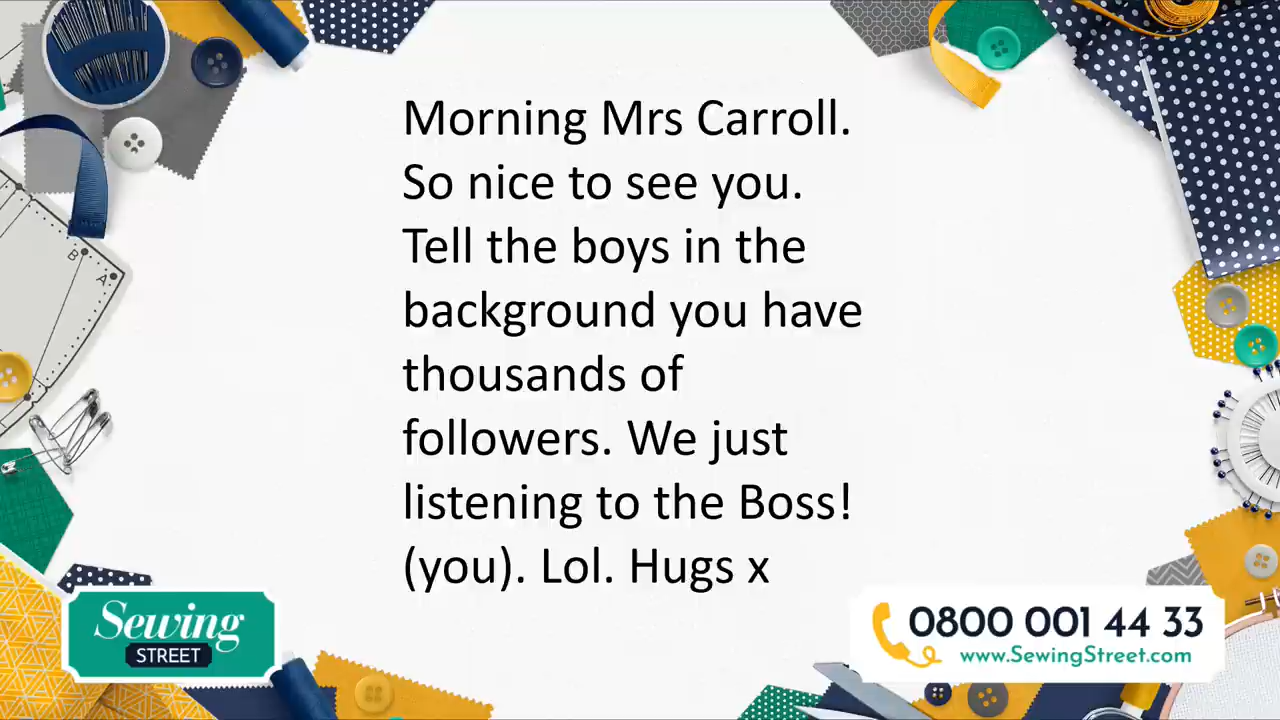 Morning Mrs Carroll.
So nice to see you.
Tell the boys in the
background you have
thousands of
followers. We just
listening to the Boss!
(you). Lol. Hugs x
B
A
Sewing
STREET
0800 001 44 33
www.SewingStreet.com